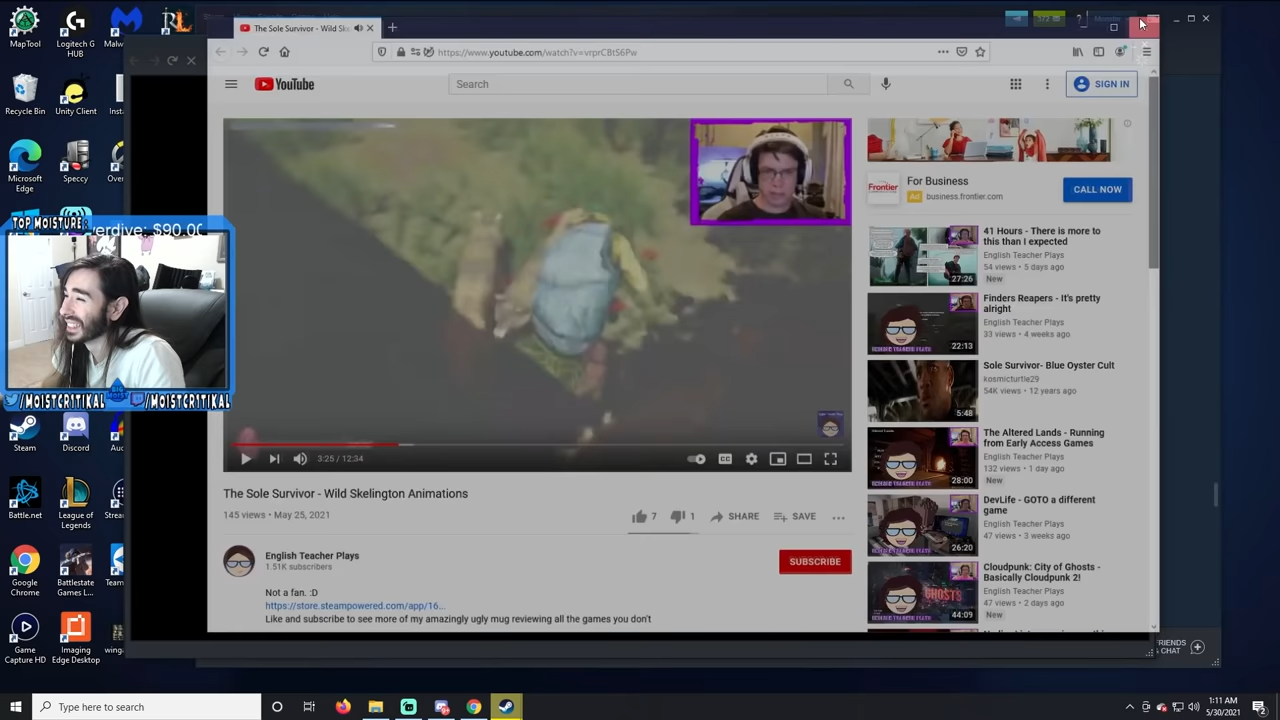 MapTool
Logitech G HUB
Malw
Recycle Bin
Unity Client
Insta
Microsoft Edge
Speccy
Steam
Discord
Battle.net
League of Legends
Google Chrome
Battlestate Games L...
Game Capture HD
Imaging Edge Desktop
TOP MOISTURE
verdive: $90.00
/MOISTCR1TIKAL
/MOISTCR1TIKAL
The Sole Survivor - Wild Skel
372
https://www.youtube.com/watch?v=vrprCBtS6Pw
YouTube
Search
SIGN IN
3:25 / 12:34
CC
The Sole Survivor - Wild Skelington Animations
145 views • May 25, 2021
7
1
SHARE
SAVE
English Teacher Plays
1.51K subscribers
SUBSCRIBE
Not a fan. :D
https://store.steampowered.com/app/16...
Like and subscribe to see more of my amazingly ugly mug reviewing all the games you don't
Frontier
For Business
Ad business.frontier.com
CALL NOW
27:26
41 Hours - There is more to this than I expected
English Teacher Plays
54 views • 5 days ago
New
22:13
Finders Reapers - It's pretty alright
English Teacher Plays
33 views • 4 weeks ago
5:48
Sole Survivor- Blue Oyster Cult
kosmicturtle29
54K views • 12 years ago
28:00
The Altered Lands - Running from Early Access Games
English Teacher Plays
132 views • 1 day ago
New
26:20
DevLife - GOTO a different game
English Teacher Plays
47 views • 3 weeks ago
GHOSTS
44:09
Cloudpunk: City of Ghosts - Basically Cloudpunk 2!
English Teacher Plays
47 views • 2 days ago
New
FRIENDS & CHAT
Type here to search
1:11 AM
5/30/2021
2